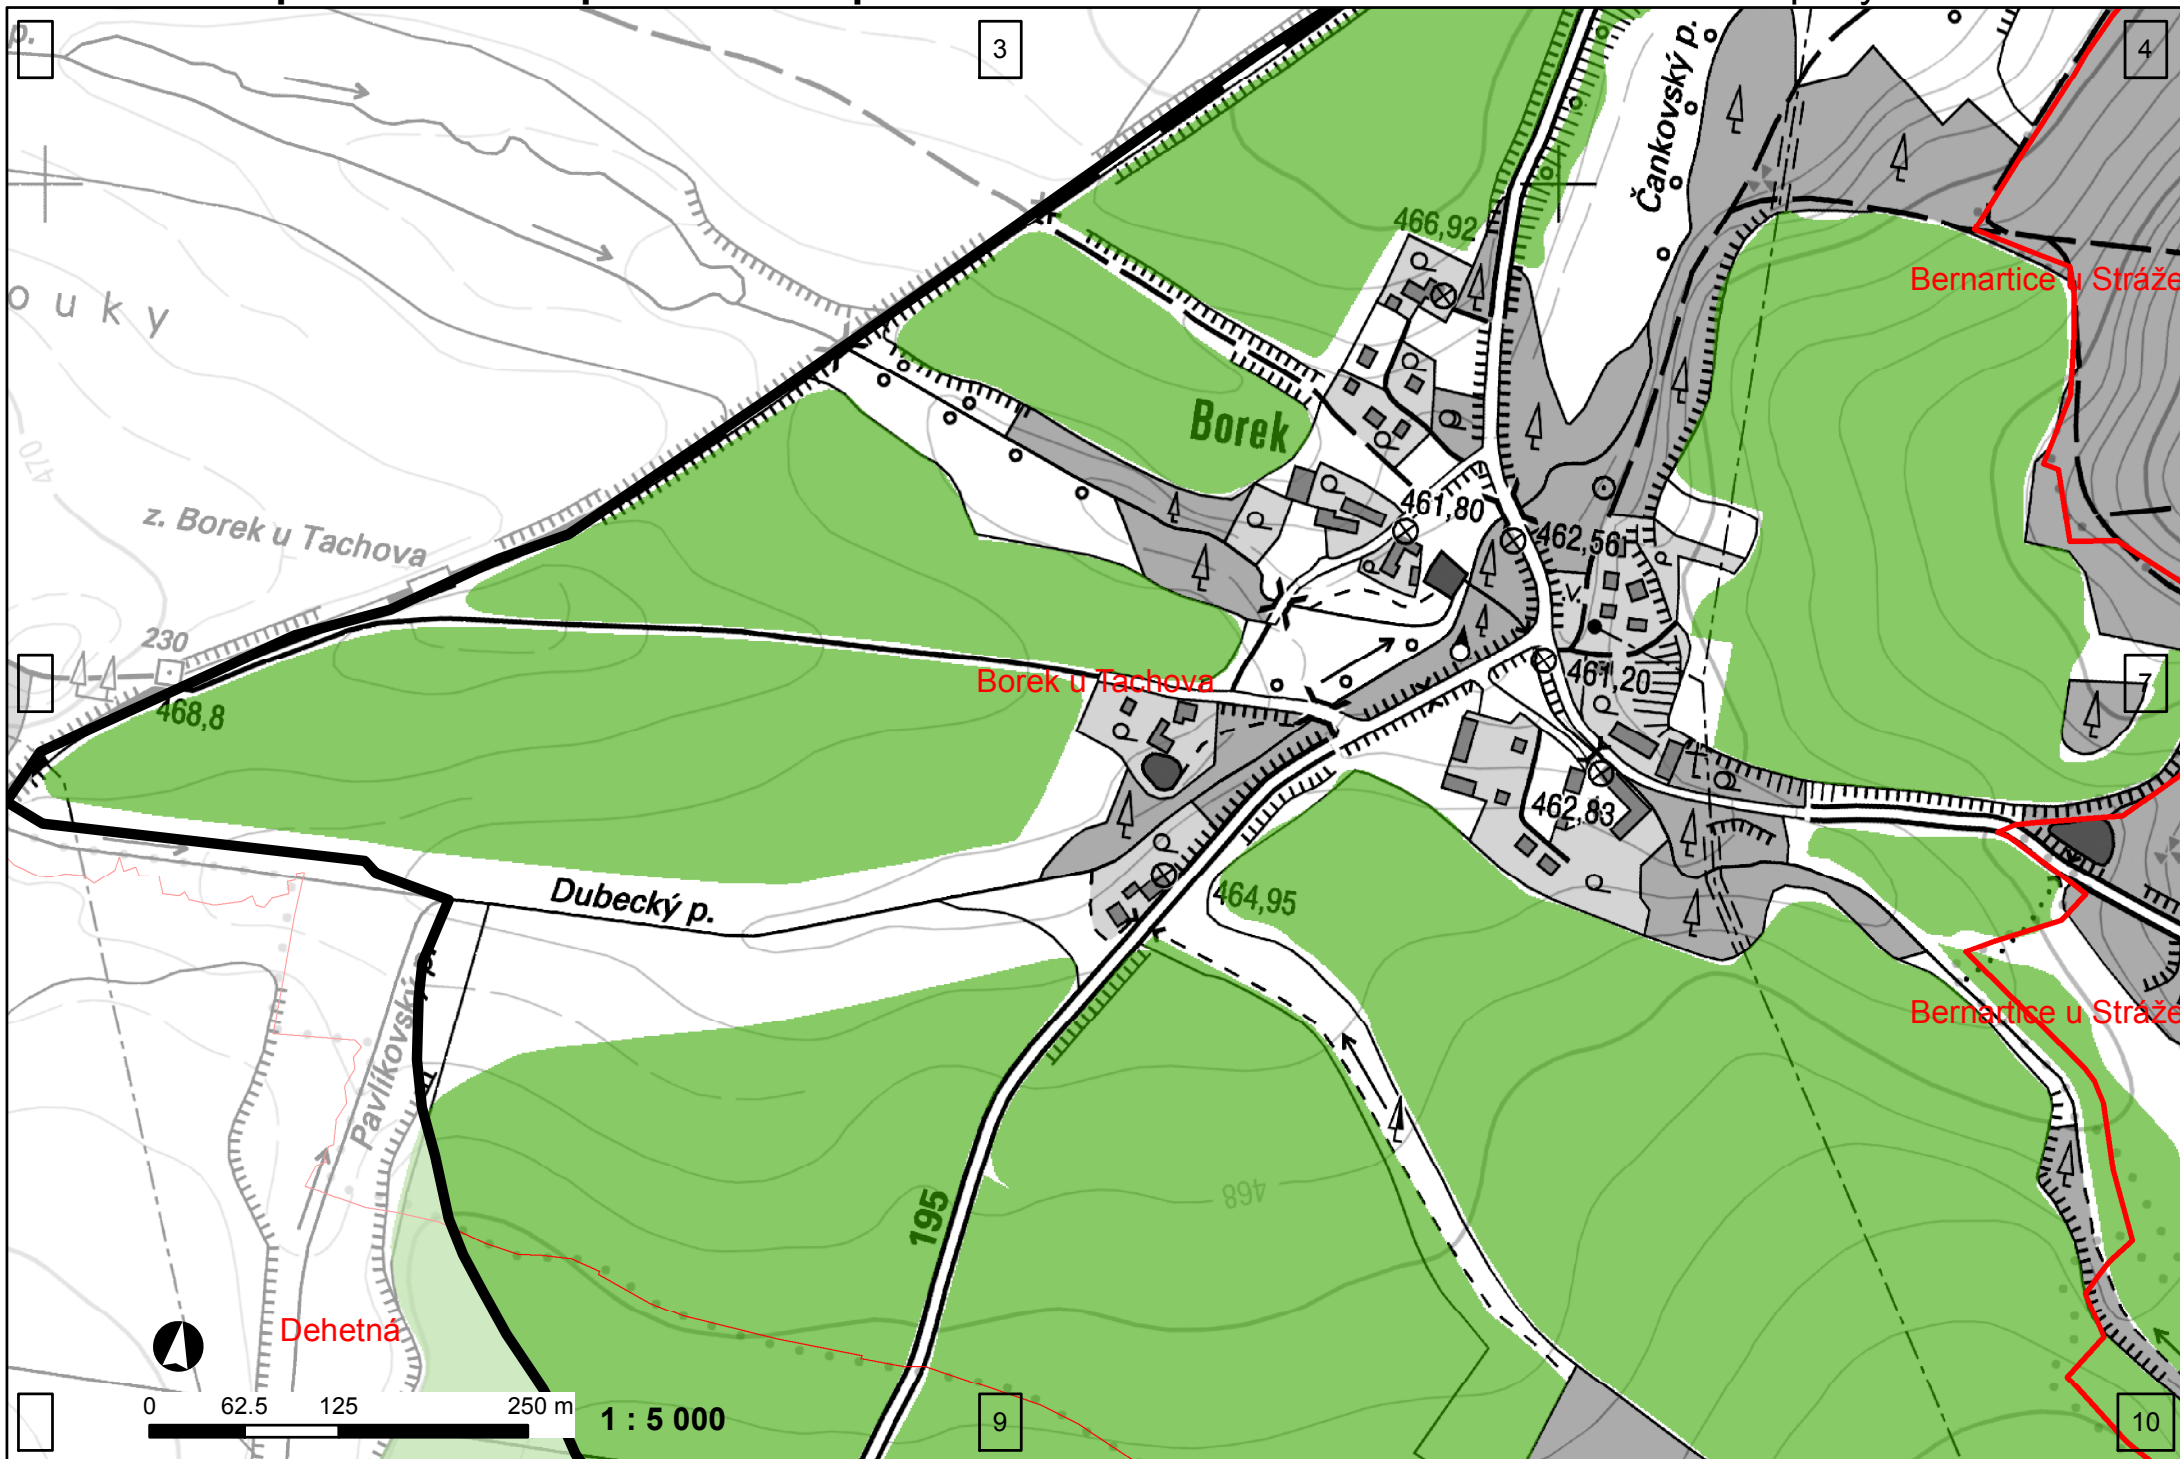 p.
3
4
Čankovský p.
466,92
Bernartice u Stráže
o u k y
Borek
470
461,80
z. Borek u Tachova
462,56
230
Borek u Tachova
461,20
7
468,8
462,83
Dubecký p.
464,95
Bernartice u Stráže
Pavlíkovský p.
195
468
Dehetná
0 62.5 125 250 m
1 : 5 000
9
10